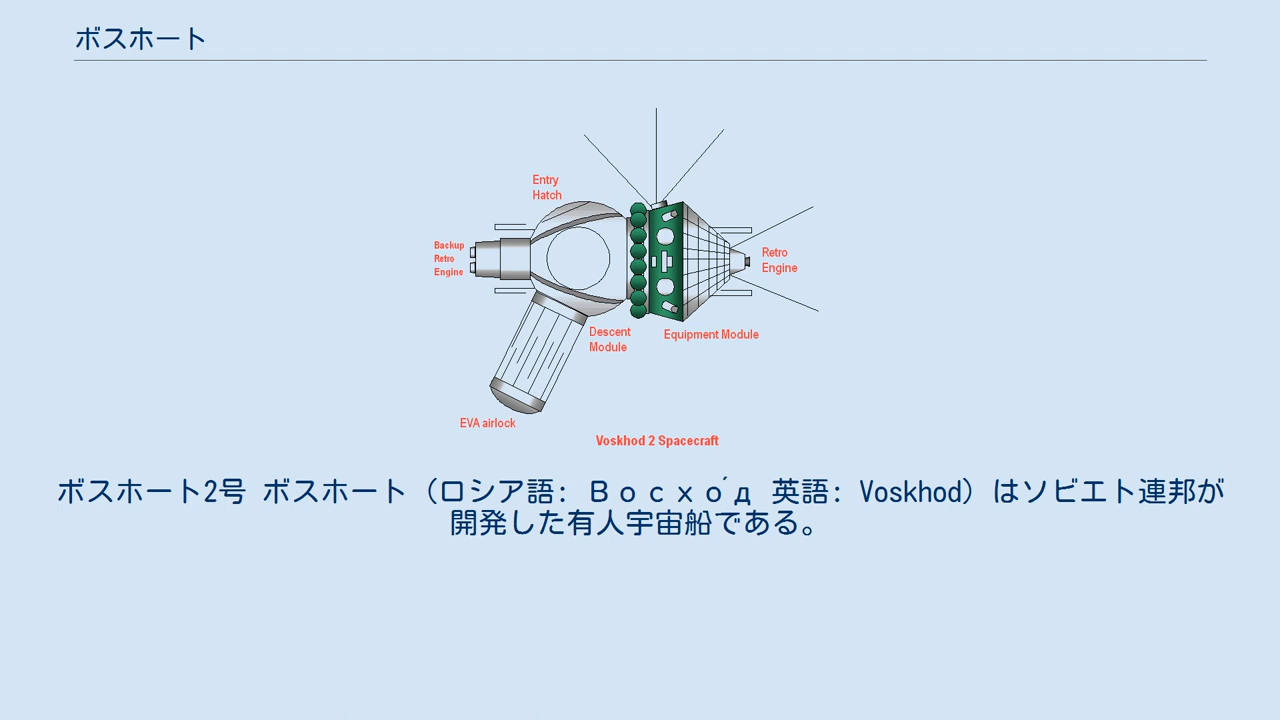 ボスホート
Entry
Hatch
Backup
Retro
Engine
Retro
Engine
Descent
Module
Equipment Module
EVA airlock
Voskhod 2 Spacecraft
ボスホート2号 ボスホート（ロシア語: Восхо́д 英語: Voskhod）はソビエト連邦が
開発した有人宇宙船である。